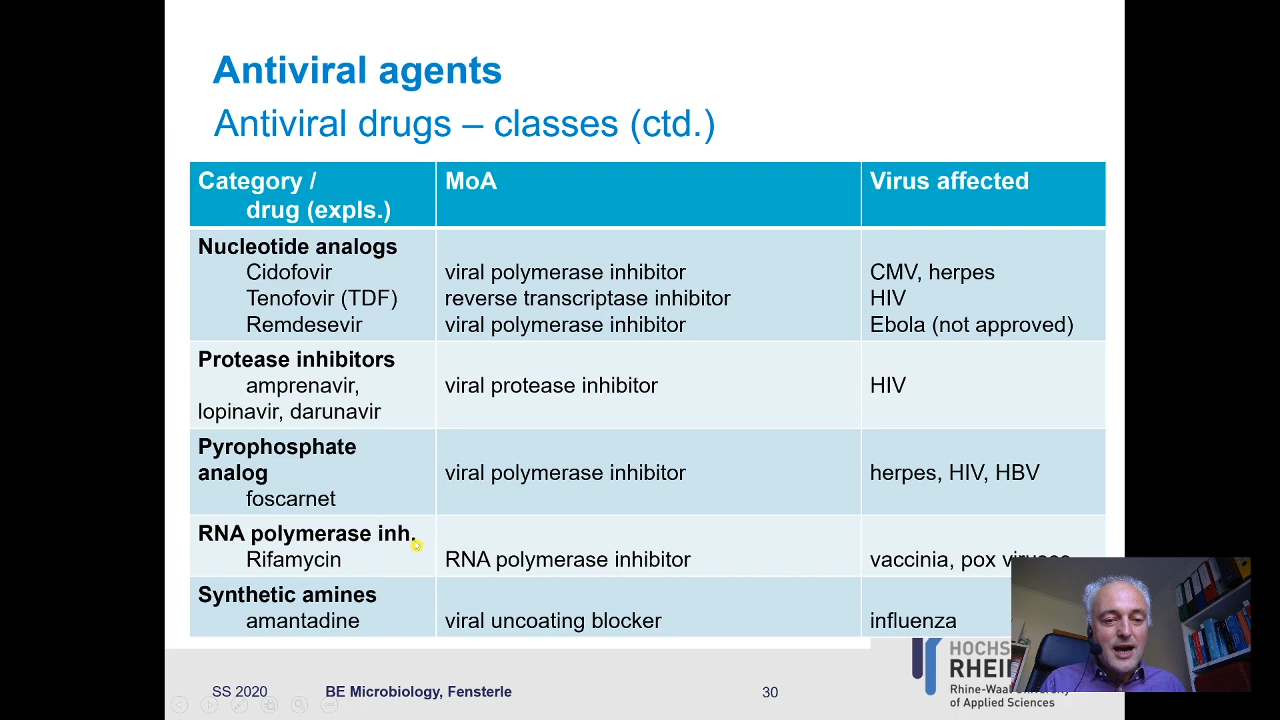 Antiviral agents
Antiviral drugs – classes (ctd.)
Category / MoA Virus affected
drug (expls.)
Nucleotide analogs
Cidofovir viral polymerase inhibitor CMV, herpes
Tenofovir (TDF) reverse transcriptase inhibitor HIV
Remdesevir viral polymerase inhibitor Ebola (not approved)
Protease inhibitors
amprenavir, viral protease inhibitor HIV
lopinavir, darunavir
Pyrophosphate
analog viral polymerase inhibitor herpes, HIV, HBV
foscarnet
RNA polymerase inh.
Rifamycin RNA polymerase inhibitor vaccinia, pox viruses
Synthetic amines
amantadine viral uncoating blocker influenza
HOCHS
RHEI
Rhine-Waal
of Applied Sciences
SS 2020 BE Microbiology, Fensterle 30